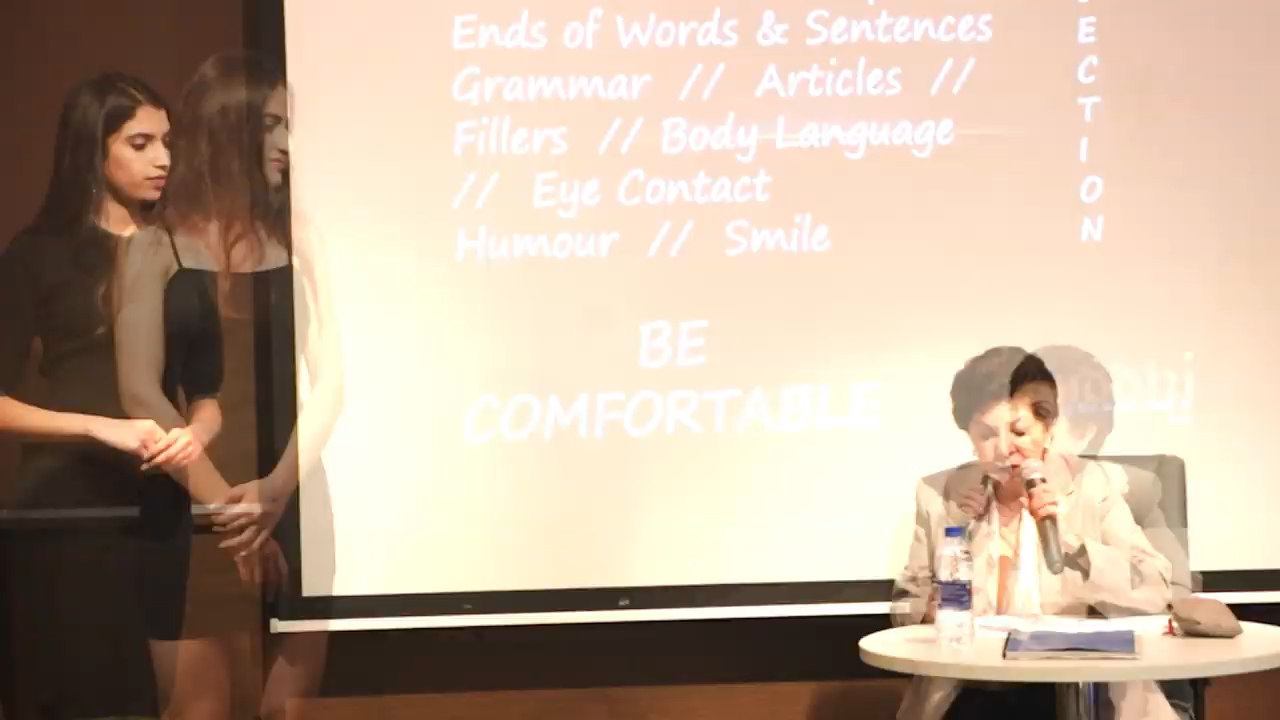 Ends of Words & Sentences
Grammar // Articles //
Fillers // Body Language
// Eye Contact
Humour // Smile
BE
COMFORTABLE
E
C
T
I
O
N